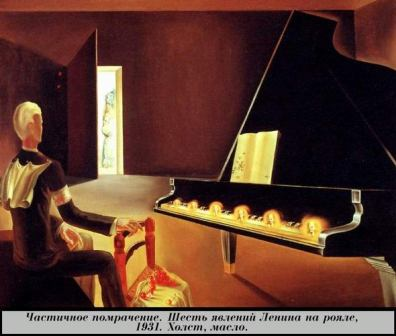 Частичное помрачение. Шесть явлений Ленина на рояле,
1931. Холст, масло.